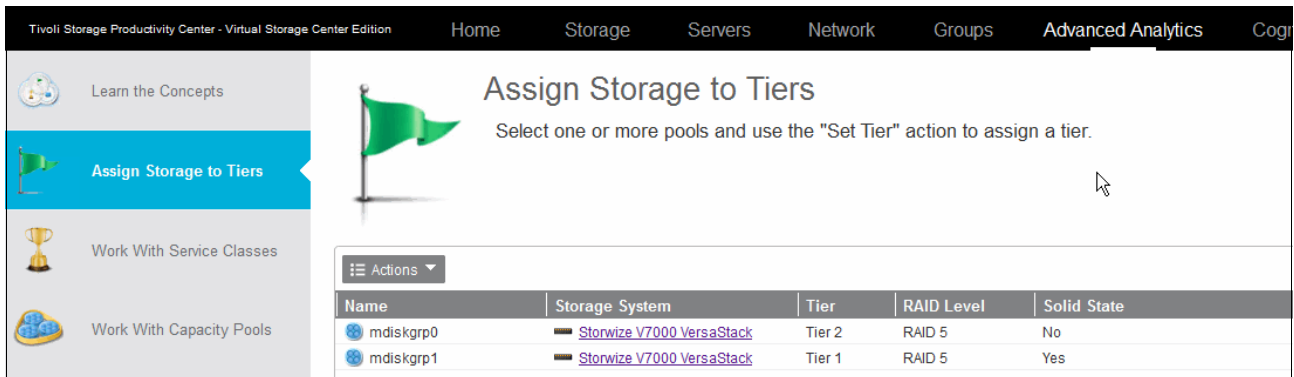 Tivoli Storage Productivity Center - Virtual Storage Center Edition Home Storage Servers Network Groups Advanced Analytics Cogn
Learn the Concepts
Assign Storage to Tiers
Work With Service Classes
Work With Capacity Pools
Assign Storage to Tiers
Select one or more pools and use the "Set Tier" action to assign a tier.
Actions
Name Storage System Tier RAID Level Solid State
mdiskgrp0 Storwize V7000 VersaStack Tier 2 RAID 5 No
mdiskgrp1 Storwize V7000 VersaStack Tier 1 RAID 5 Yes